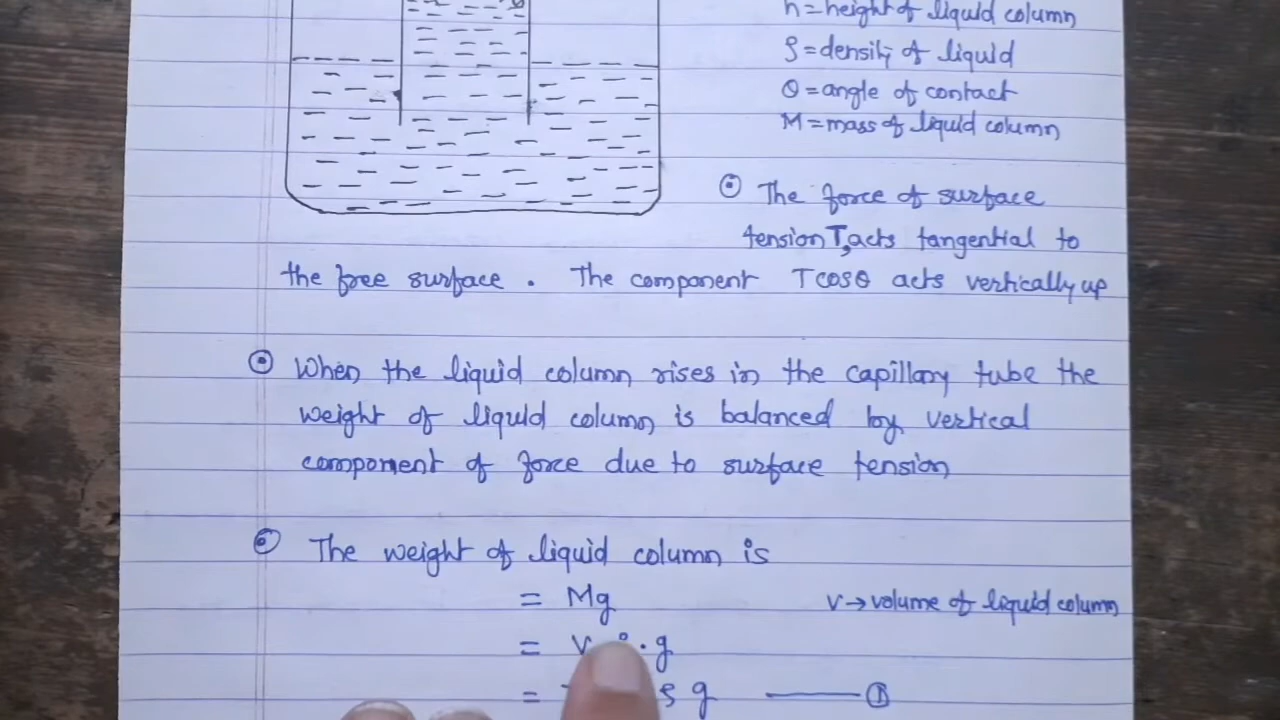 h=height of liquid column
ρ=density of liquid
θ=angle of contact
M=mass of liquid column
The force of surface
tension T,acts tangential to
the free surface. The component Tcosθ acts vertically up
When the liquid column rises in the capillary tube the
weight of liquid column is balanced by vertical
component of force due to surface tension
The weight of liquid column is
= Mg
V→volume of liquid column
= V . g
= ρ g —— ①